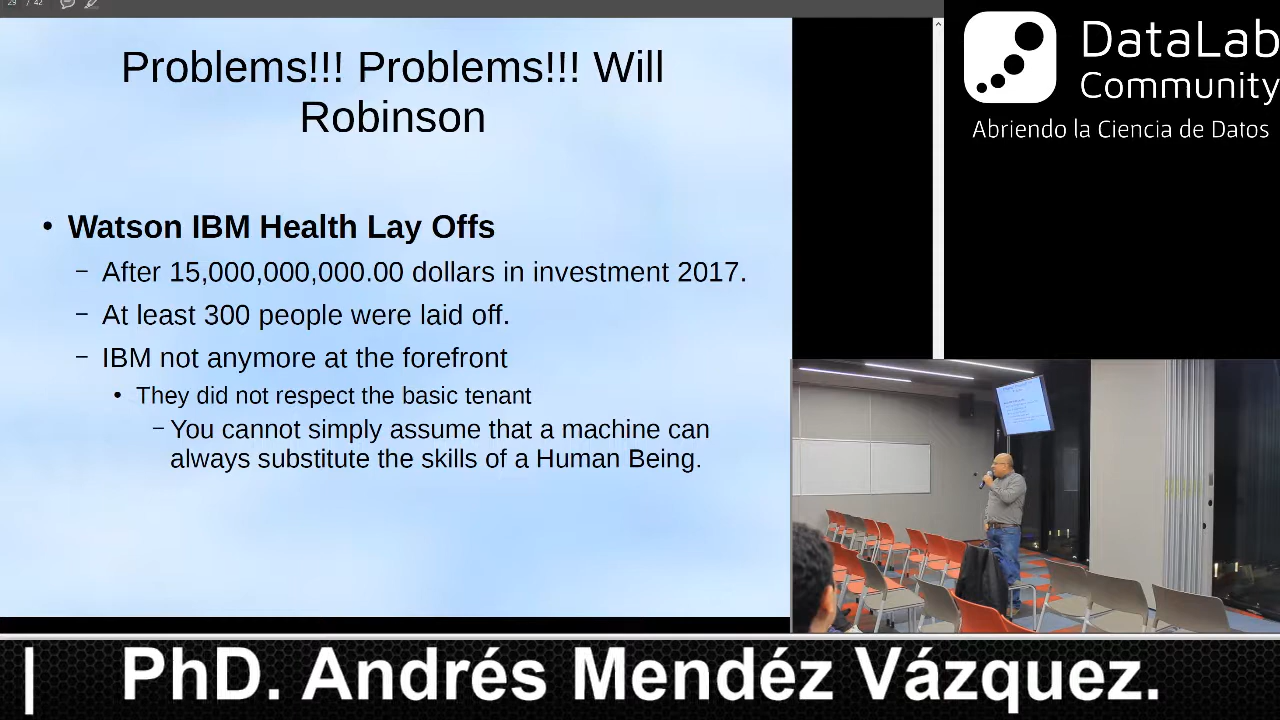 29 / 42
DataLab
Community
Abriendo la Ciencia de Datos
Problems!!! Problems!!! Will
Robinson
• Watson IBM Health Lay Offs
– After 15,000,000,000.00 dollars in investment 2017.
– At least 300 people were laid off.
– IBM not anymore at the forefront
• They did not respect the basic tenant
– You cannot simply assume that a machine can
always substitute the skills of a Human Being.
| PhD. Andrés Mendéz Vázquez.